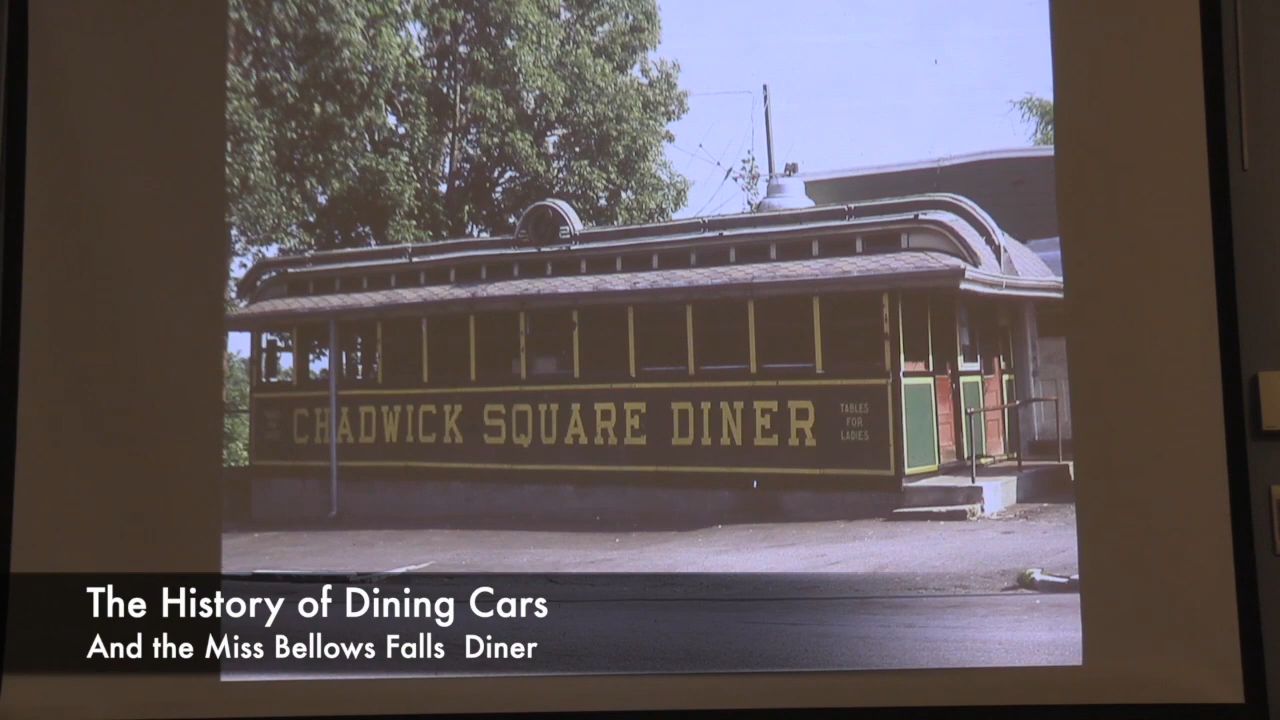 CHADWICK SQUARE DINER
TABLES
FOR
LADIES
The History of Dining Cars
And the Miss Bellows Falls Diner